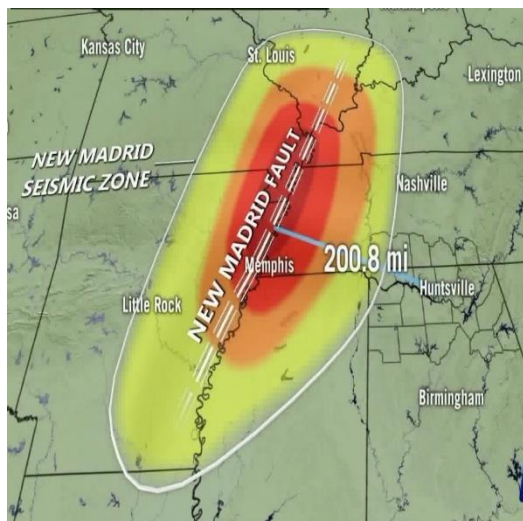 Kansas City
St. Louis
Lexington
NEW MADRID
SEISMIC ZONE
NEW MADRID FAULT
Nashville
sa
200.8 mi
Memphis
Huntsville
Little Rock
Birmingham